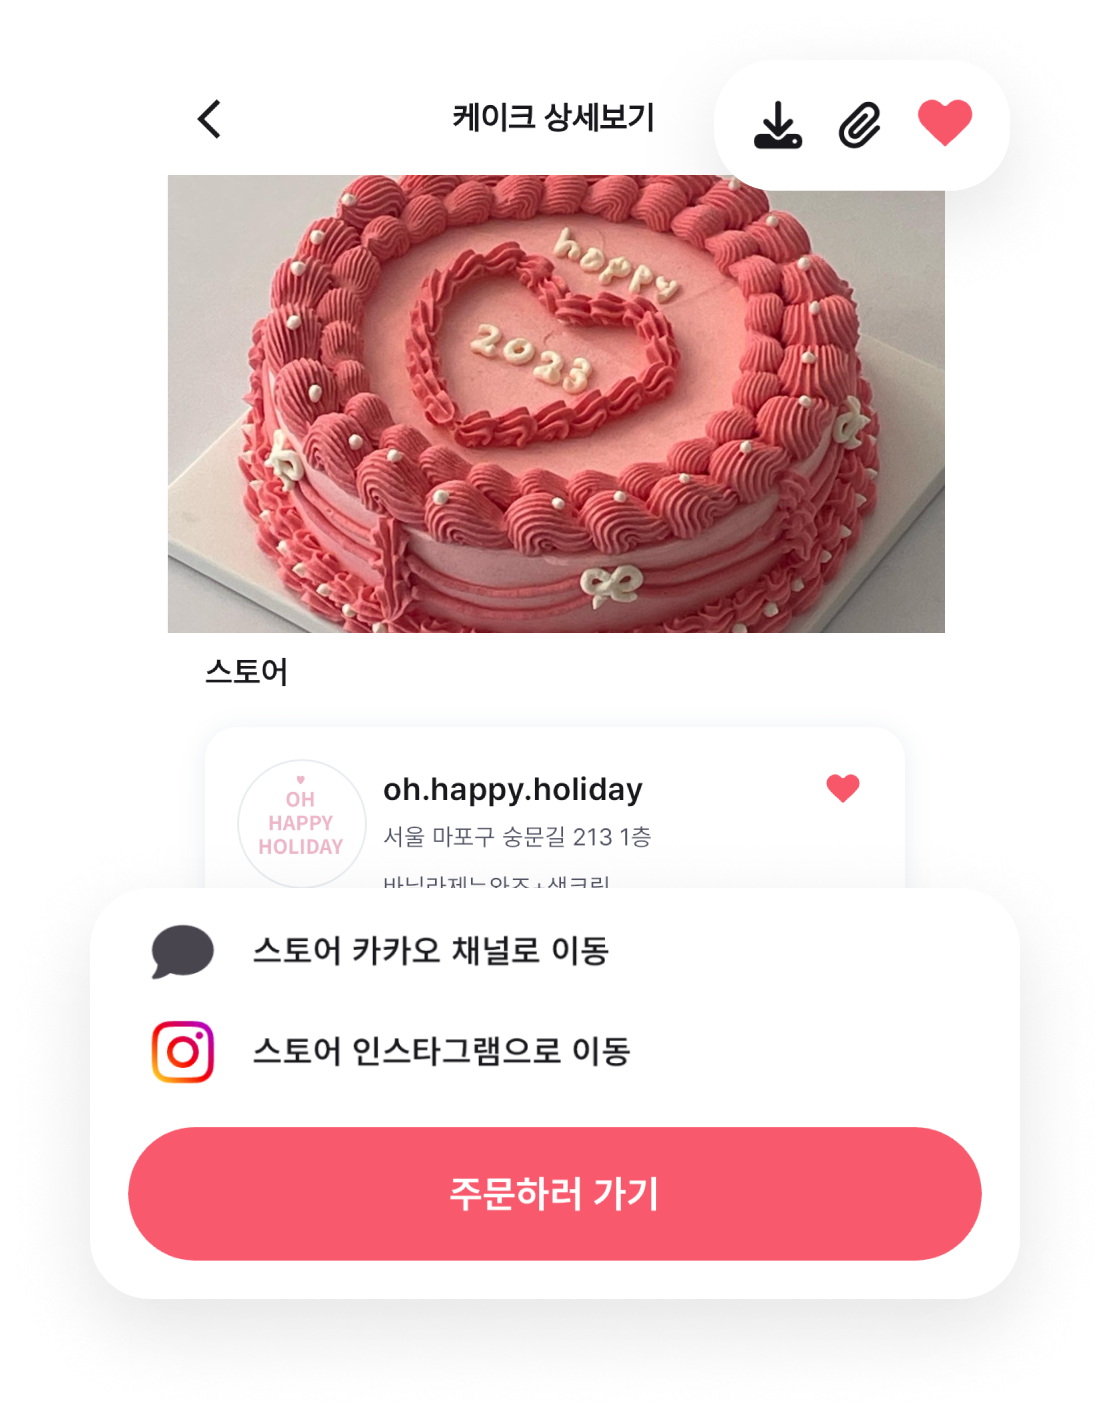 케이크 상세보기
happy
2023
스토어
OH
HAPPY
HOLIDAY
oh.happy.holiday
서울 마포구 숭문길 213 1층
스토어 카카오 채널로 이동
스토어 인스타그램으로 이동
주문하러 가기